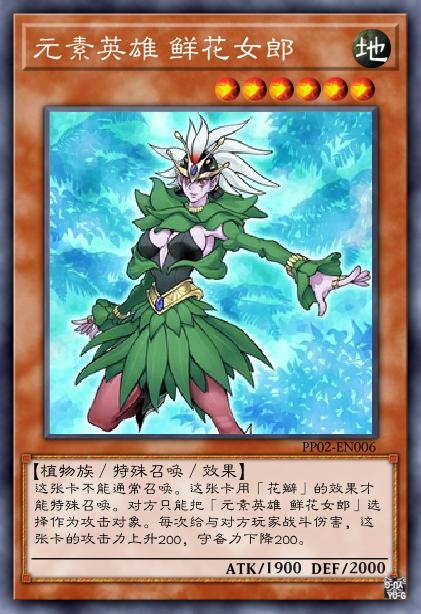 元素英雄 鲜花女郎
地
PP02-EN006
【植物族／特殊召唤／效果】
这张卡不能通常召唤。这张卡用「花瓣」的效果才
能特殊召唤。对方只能把「元素英雄 鲜花女郎」选
择作为攻击对象。每次给与对方玩家战斗伤害，这
张卡的攻击力上升200，守备力下降200。
ATK/1900 DEF/2000